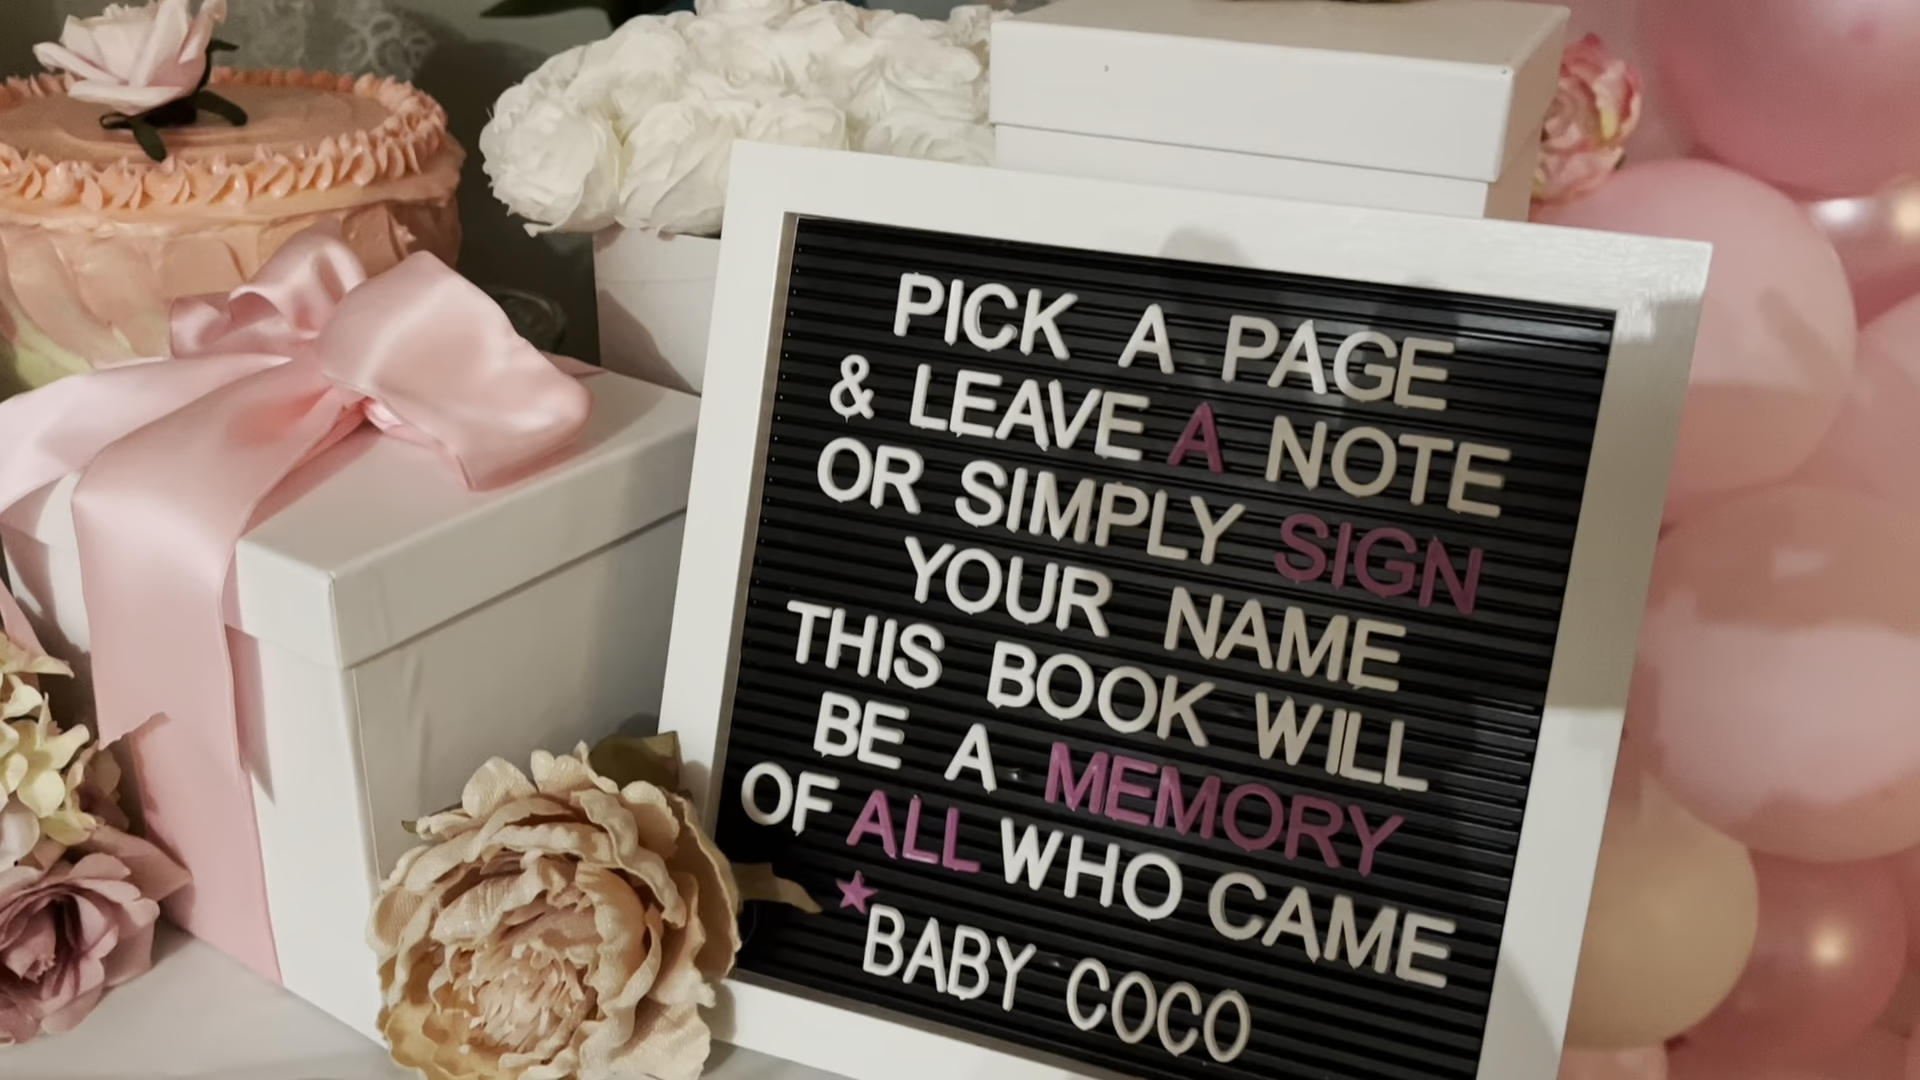 PICK A PAGE
& LEAVE A NOTE
OR SIMPLY SIGN
YOUR NAME
THIS BOOK WILL
BE A MEMORY
OF ALL WHO CAME
★BABY COCO